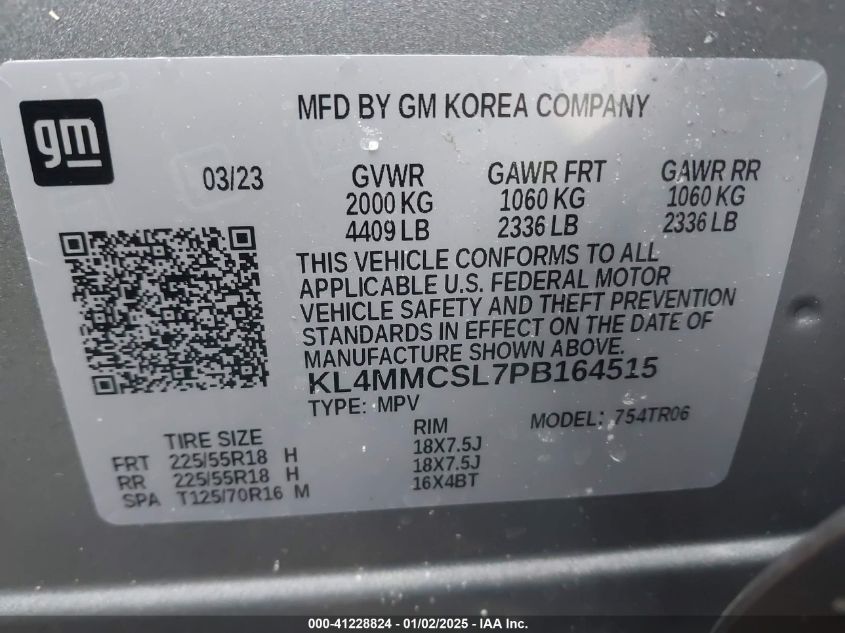 gm
MFD BY GM KOREA COMPANY
03/23
GVWR GAWR FRT GAWR RR
2000 KG 1060 KG 1060 KG
4409 LB 2336 LB 2336 LB
THIS VEHICLE CONFORMS TO ALL
APPLICABLE U.S. FEDERAL MOTOR
VEHICLE SAFETY AND THEFT PREVENTION
STANDARDS IN EFFECT ON THE DATE OF
MANUFACTURE SHOWN ABOVE.
KL4MMCSL7PB164515
TYPE: MPV
MODEL: 754TR06
TIRE SIZE RIM
FRT 225/55R18 H 18X7.5J
RR 225/55R18 H 18X7.5J
SPA T125/70R16 M 16X4BT
000-41228824 - 01/02/2025 - IAA Inc.